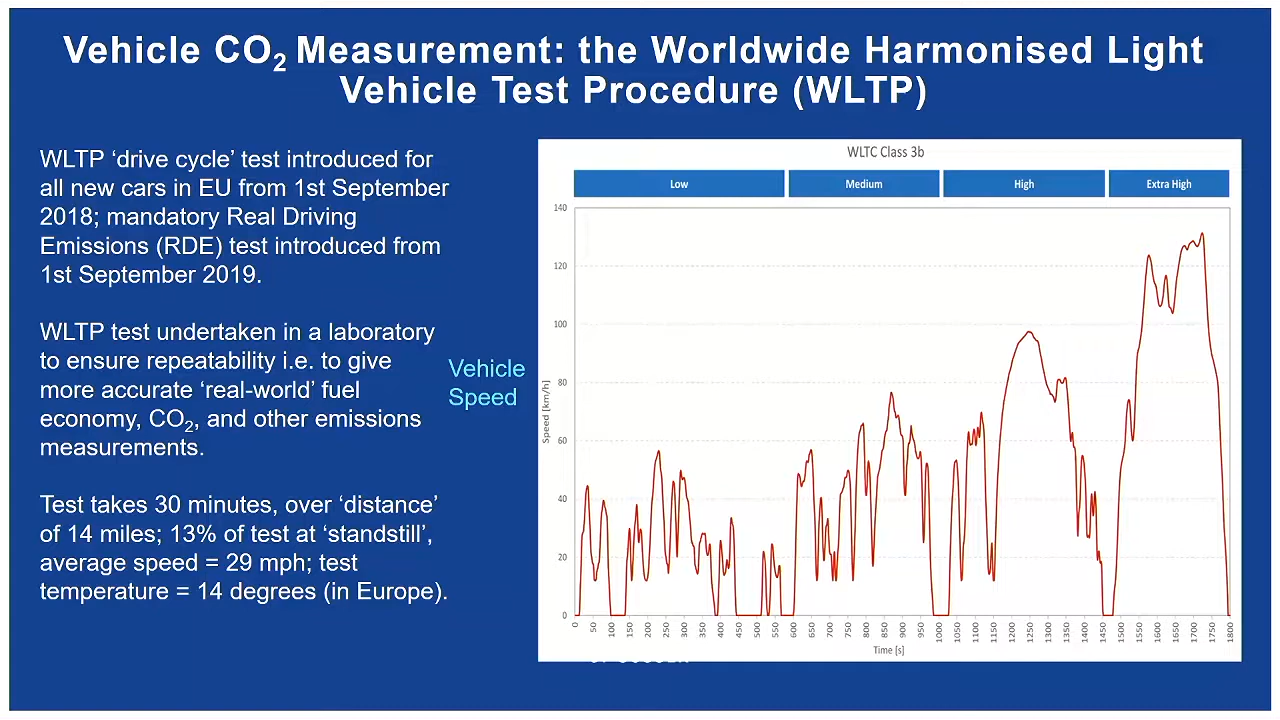 Vehicle CO2 Measurement: the Worldwide Harmonised Light
Vehicle Test Procedure (WLTP)
WLTP ‘drive cycle’ test introduced for
all new cars in EU from 1st September
2018; mandatory Real Driving
Emissions (RDE) test introduced from
1st September 2019.
WLTP test undertaken in a laboratory
to ensure repeatability i.e. to give
more accurate ‘real-world’ fuel
economy, CO2, and other emissions
measurements.
Test takes 30 minutes, over ‘distance’
of 14 miles; 13% of test at ‘standstill’,
average speed = 29 mph; test
temperature = 14 degrees (in Europe).
Vehicle
Speed
WLTC Class 3b
Low Medium High Extra High
140
120
100
80
60
40
20
0
Speed [km/h]
0 50 100 150 200 250 300 350 400 450 500 550 600 650 700 750 800 850 900 950 1000 1050 1100 1150 1200 1250 1300 1350 1400 1450 1500 1550 1600 1650 1700 1750 1800
Time [s]